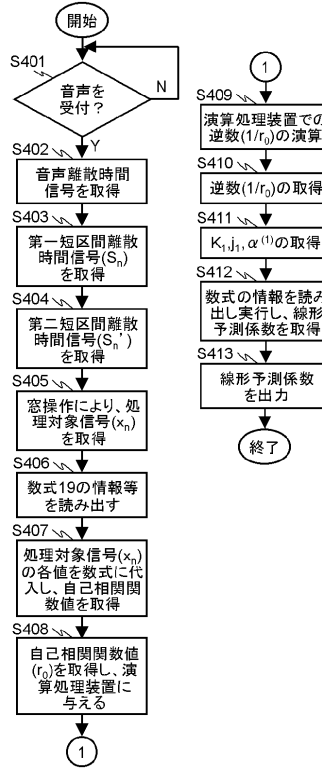 開始
S401
音声を
受付？
N
Y
S402
音声離散時間
信号を取得
S403
第一短区間離散
時間信号(Sn)
を取得
S404
第二短区間離散
時間信号(Sn’)
を取得
S405
窓操作により、処
理対象信号(xn)
を取得
S406
数式19の情報等
を読み出す
S407
処理対象信号(xn)
の各値を数式に代
入し、自己相関関
数値を取得
S408
自己相関関数値
(r0)を取得し、演
算処理装置に
与える
1
1
S409
演算処理装置での
逆数(1/r0)の演算
S410
逆数(1/r0)の取得
S411
K1,j1,α(1)の取得
S412
数式の情報を読み
出し実行し、線形
予測係数を取得
S413
線形予測係数
を出力
終了